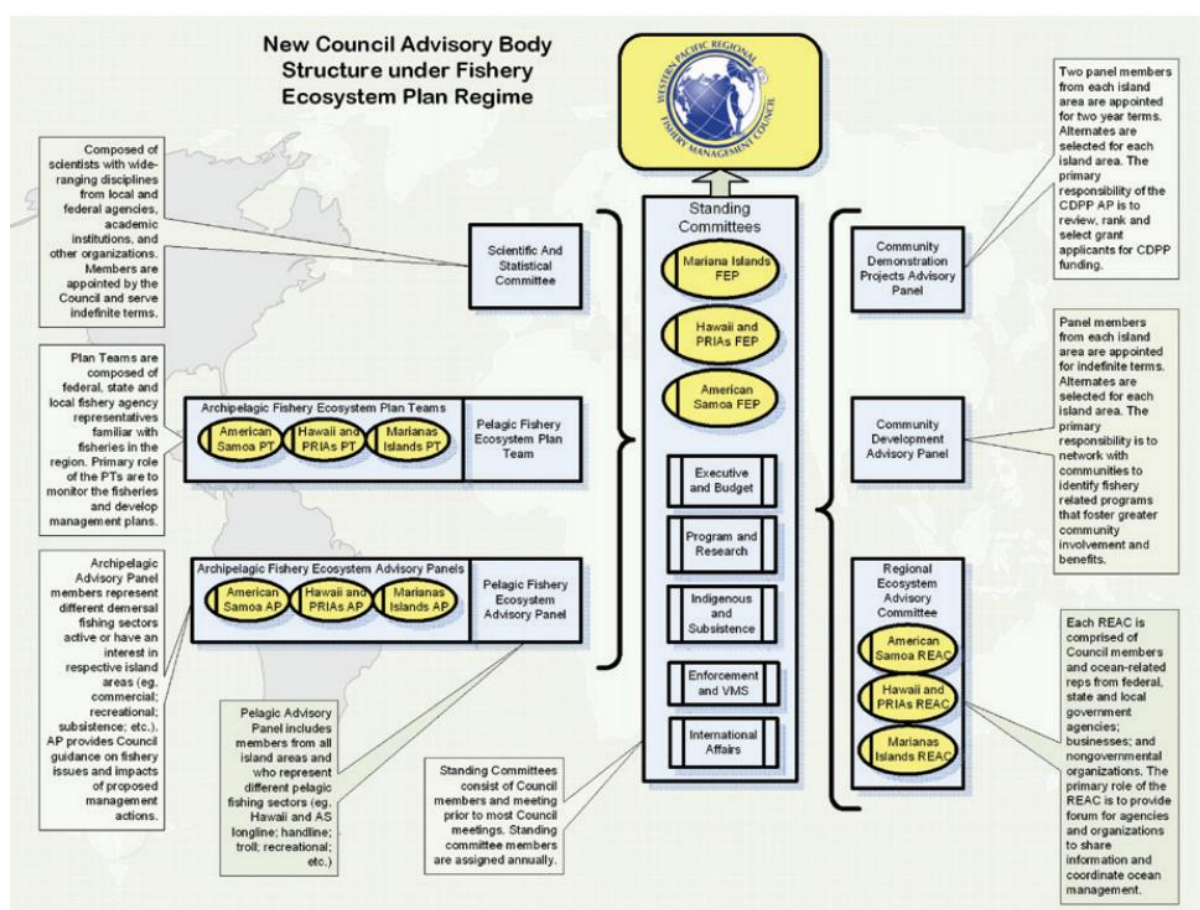 New Council Advisory Body
Structure under Fishery
Ecosystem Plan Regime
WESTERN PACIFIC REGIONAL
FISHERY MANAGEMENT COUNCIL
Composed of
scientists with wide-
ranging disciplines
from local and
federal agencies,
academic
institutions, and
other organizations.
Members are
appointed by the
Council and serve
indefinite terms.
Plan Teams are
composed of
federal, state and
local fishery agency
representatives
familiar with
fisheries in the
region. Primary role
of the PTs are to
monitor the fisheries
and develop
management plans.
Archipelagic
Advisory Panel
members represent
different demersal
fishing sectors
active or have an
interest in
respective island
areas (eg.
commercial;
recreational;
subsistence; etc.).
AP provides Council
guidance on fishery
issues and impacts
of proposed
management
actions.
Scientific And
Statistical
Committee
Archipelagic Fishery Ecosystem Plan Teams
American
Samoa PT
Hawaii and
PRIAs PT
Marianas
Islands PT
Pelagic Fishery
Ecosystem Plan
Team
Archipelagic Fishery Ecosystem Advisory Panels
American
Samoa AP
Hawaii and
PRIAs AP
Marianas
Islands AP
Pelagic Fishery
Ecosystem
Advisory Panel
Pelagic Advisory
Panel includes
members from all
island areas and
who represent
different pelagic
fishing sectors (eg.
Hawaii and AS
longline; handline;
troll; recreational;
etc.)
Standing
Committees
Mariana Islands
FEP
Hawaii and
PRIAs FEP
American
Samoa FEP
Executive
and Budget
Program and
Research
Indigenous
and
Subsistence
Enforcement
and VMS
International
Affairs
Standing Committees
consist of Council
members and meeting
prior to most Council
meetings. Standing
committee members
are assigned annually.
Community
Demonstration
Projects Advisory
Panel
Community
Development
Advisory Panel
Regional
Ecosystem
Advisory
Committee
American
Samoa REAC
Hawaii and
PRIAs REAC
Marianas
Islands REAC
Two panel members
from each island
area are appointed
for two year terms.
Alternates are
selected for each
island area. The
primary
responsibility of the
CDPP AP is to
review, rank and
select grant
applicants for CDPP
funding.
Panel members
from each island
area are appointed
for indefinite terms.
Alternates are
selected for each
island area. The
primary
responsibility is to
network with
communities to
identify fishery
related programs
that foster greater
community
involvement and
benefits.
Each REAC is
comprised of
Council members
and ocean-related
reps from federal,
state and local
government
agencies;
businesses; and
nongovernmental
organizations. The
primary role of the
REAC is to provide
forum for agencies
and organizations
to share
information and
coordinate ocean
management.